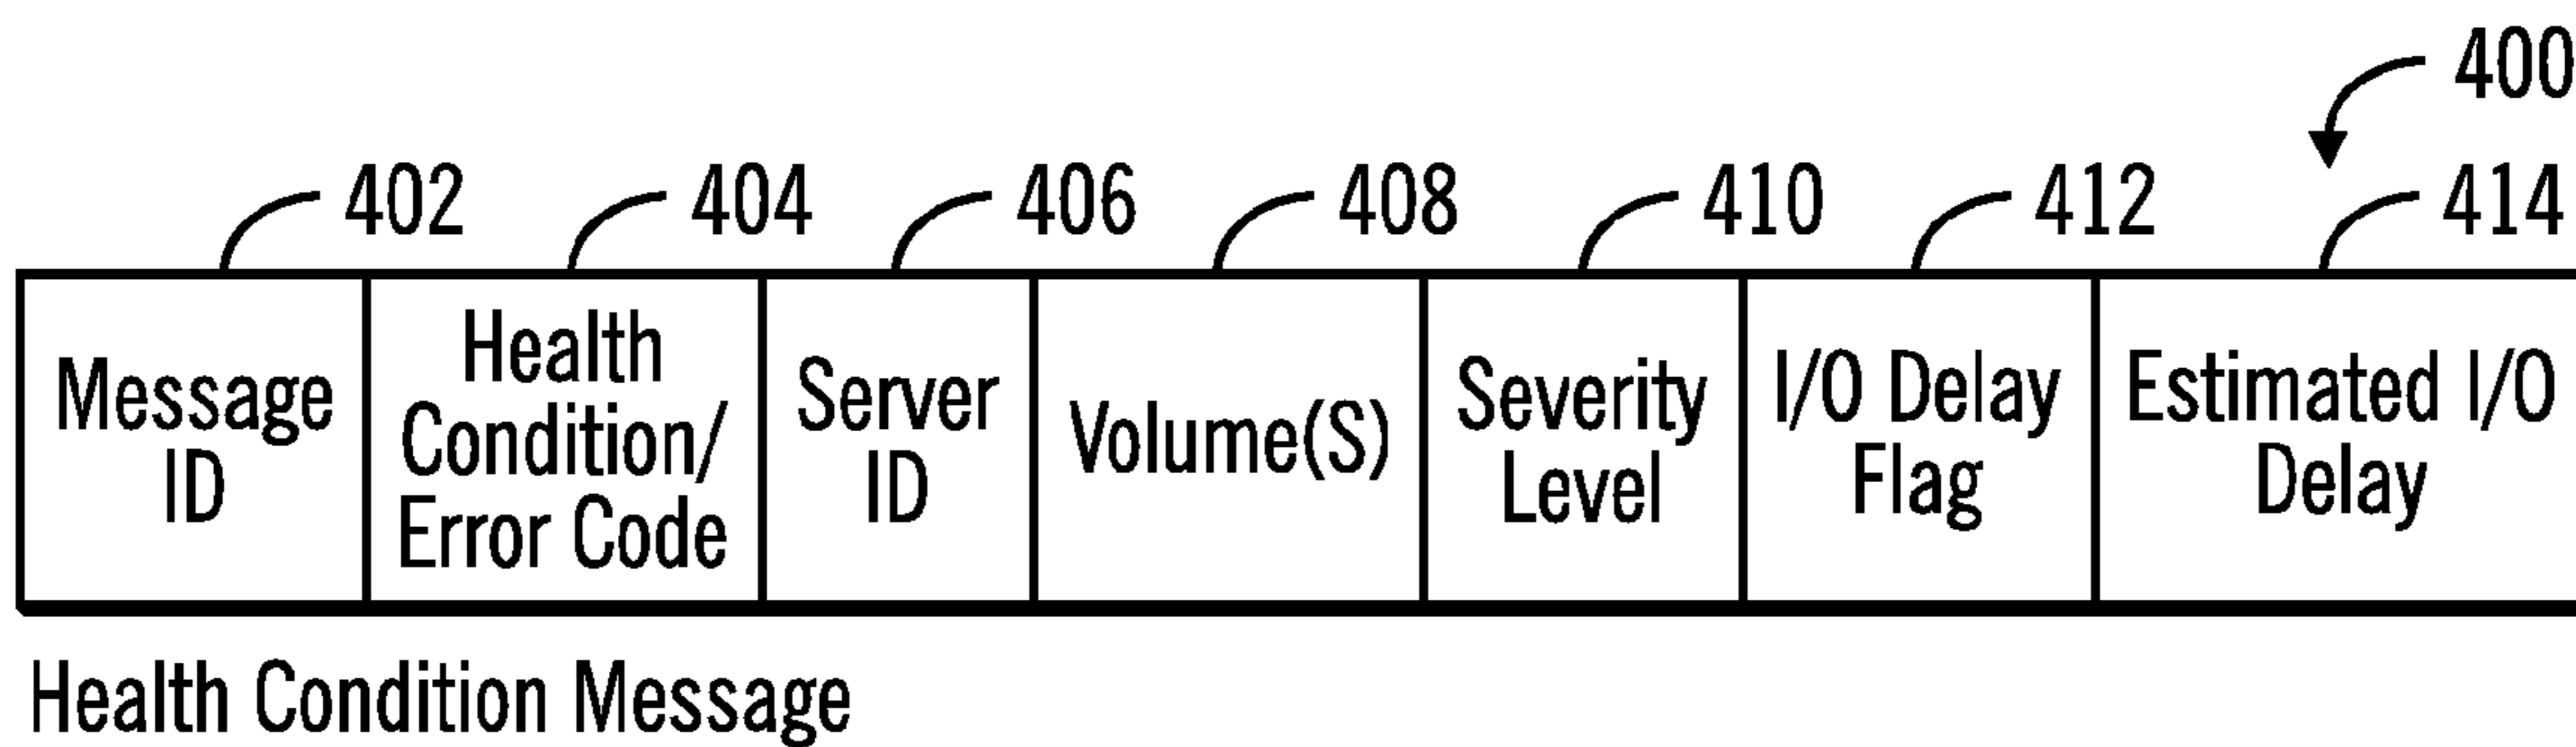 400
402
404
406
408
410
412
414
Message
ID
Health
Condition/
Error Code
Server
ID
Volume(S)
Severity
Level
I/O Delay
Flag
Estimated I/O
Delay
Health Condition Message